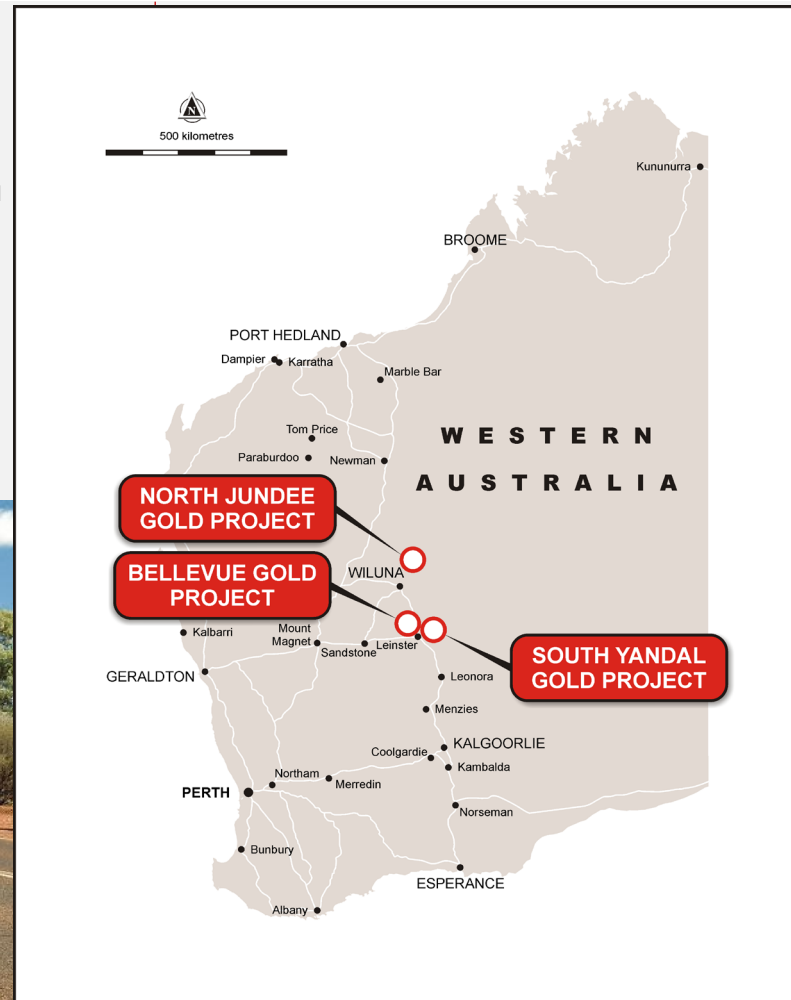 N
500 kilometres
Kununurra
BROOME
PORT HEDLAND
Dampier
Karratha
Marble Bar
WESTERN
AUSTRALIA
Tom Price
Paraburdoo
Newman
NORTH JUNDEE
GOLD PROJECT
WILUNA
BELLEVUE GOLD
PROJECT
Kalbarri
Mount
Magnet
Sandstone
Leinster
SOUTH YANDAL
GOLD PROJECT
GERALDTON
Leonora
Menzies
KALGOORLIE
Coolgardie
Kambalda
Northam
Merredin
PERTH
Norseman
Bunbury
ESPERANCE
Albany